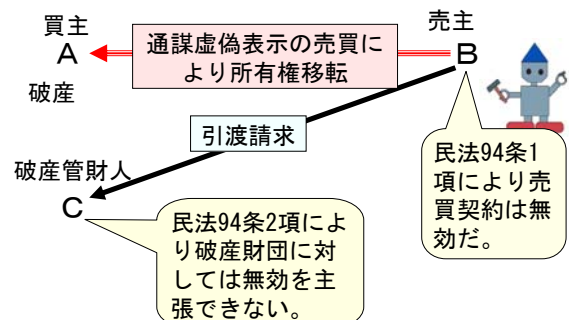 買主
A
破産
通謀虚偽表示の売買に
より所有権移転
売主
B
引渡請求
民法94条1
項により売
買契約は無
効だ。
破産管財人
C
民法94条2項によ
り破産財団に対
しては無効を主
張できない。